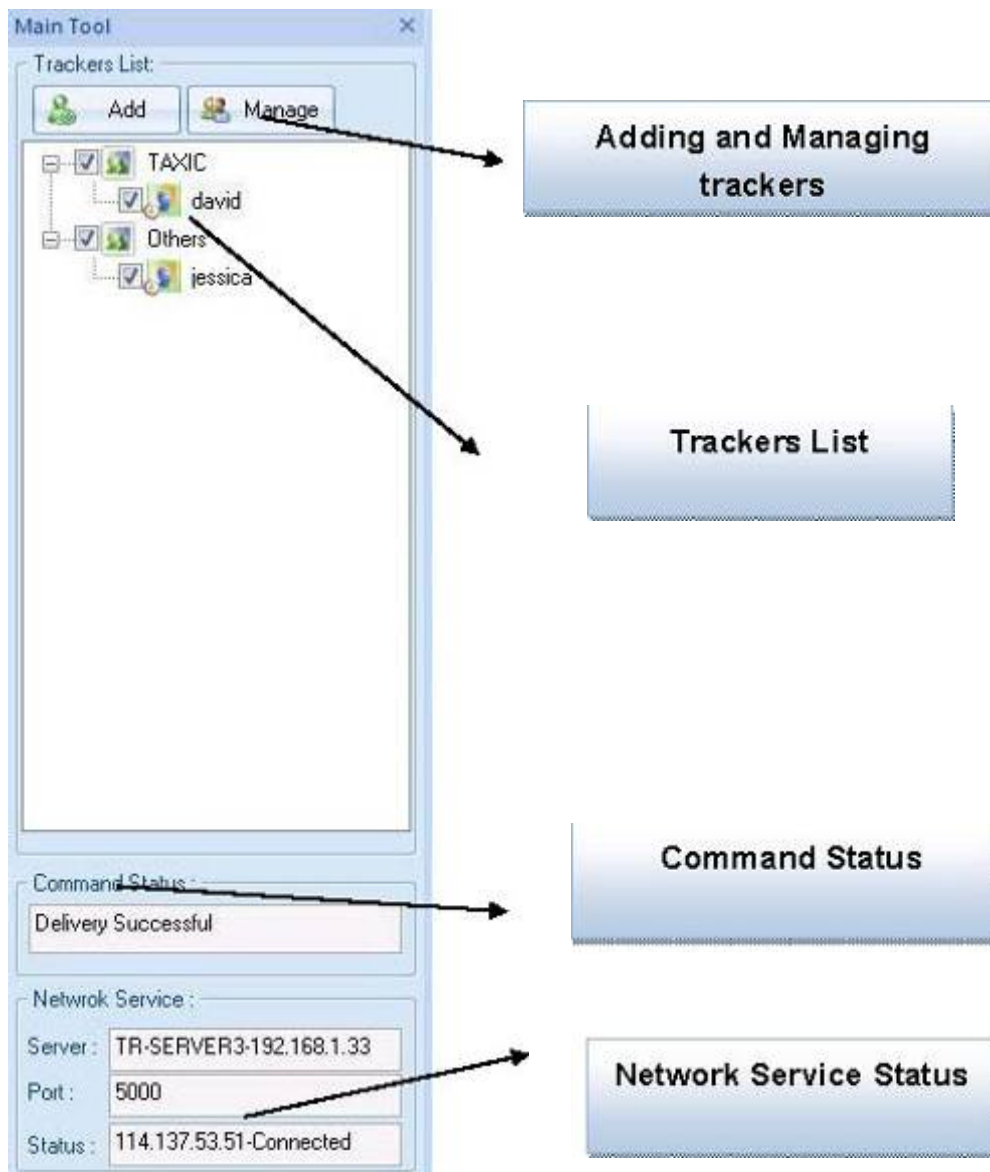 Main Tool
Trackers List:
Add
Manage
TAXIC
david
Others
jessica
Command Status :
Delivery Successful
Netwrok Service :
Server : TR-SERVER3-192.168.1.33
Port : 5000
Status : 114.137.53.51-Connected
Adding and Managing
trackers
Trackers List
Command Status
Network Service Status